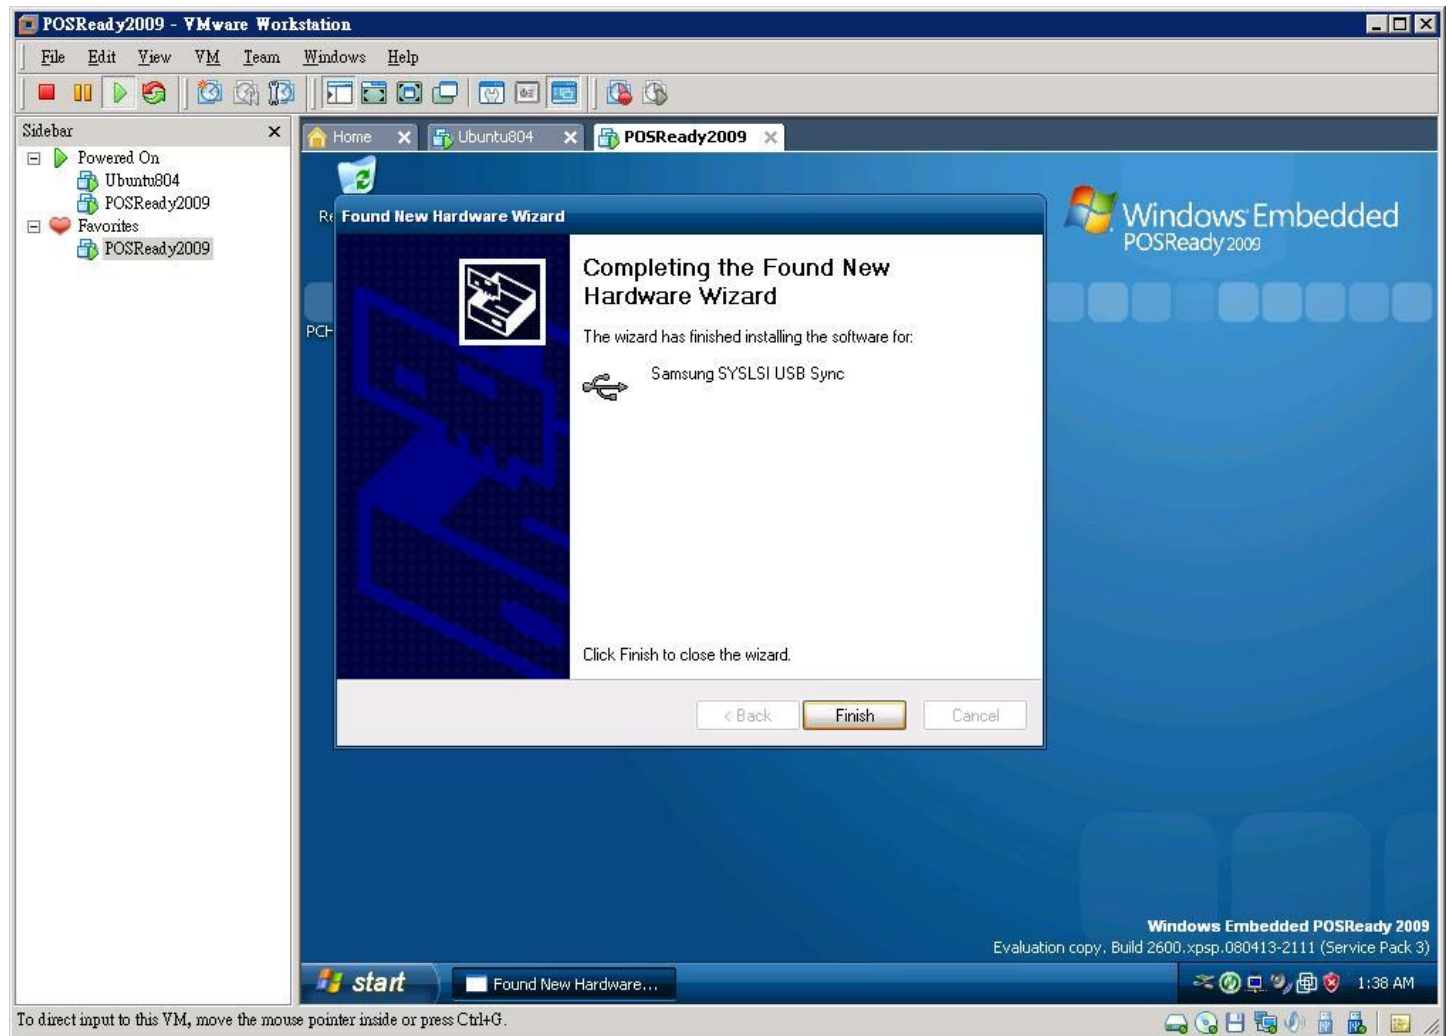 POSReady2009 - VMware Workstation
File Edit View VM Team Windows Help
Sidebar
Powered On
Ubuntu804
POSReady2009
Favorites
POSReady2009
Home Ubuntu804 POSReady2009
Windows Embedded
POSReady 2009
Found New Hardware Wizard
Completing the Found New
Hardware Wizard
The wizard has finished installing the software for:
Samsung SYSLSI USB Sync
Click Finish to close the wizard.
< Back Finish Cancel
Windows Embedded POSReady 2009
Evaluation copy. Build 2600.xpsp.080413-2111 (Service Pack 3)
start Found New Hardware... 1:38 AM
To direct input to this VM, move the mouse pointer inside or press Ctrl+G.